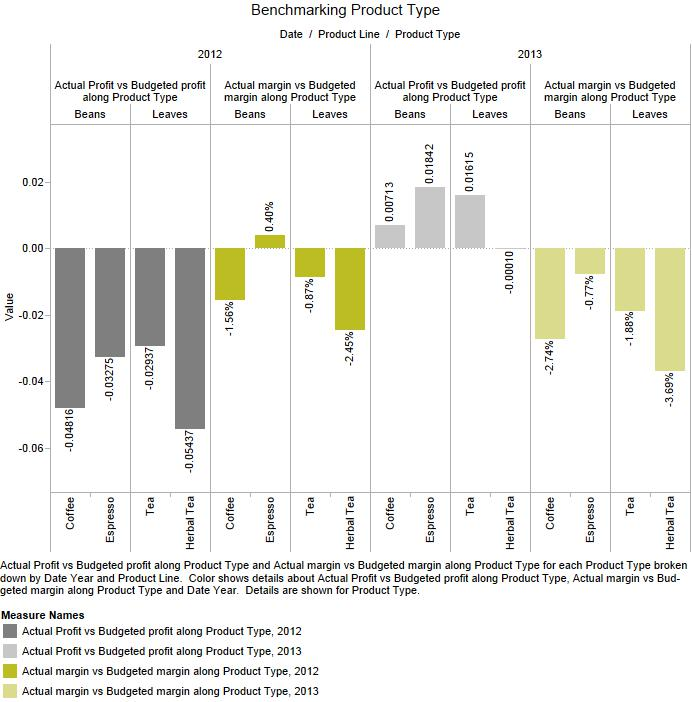 Benchmarking Product Type
Date / Product Line / Product Type
2012 2013
Actual Profit vs Budgeted profit Actual margin vs Budgeted Actual Profit vs Budgeted profit Actual margin vs Budgeted
along Product Type margin along Product Type along Product Type margin along Product Type
Beans Leaves Beans Leaves Beans Leaves Beans Leaves
0.02
0.00
-0.02
-0.04
-0.06
Value
-0.04816
-0.03275
-0.02937
-0.05437
-1.56%
0.40%
-0.87%
-2.45%
0.00713
0.01842
0.01615
-0.00010
-2.74%
-0.77%
-1.88%
-3.69%
Coffee
Espresso
Tea
Herbal Tea
Coffee
Espresso
Tea
Herbal Tea
Coffee
Espresso
Tea
Herbal Tea
Coffee
Espresso
Tea
Herbal Tea
Actual Profit vs Budgeted profit along Product Type and Actual margin vs Budgeted margin along Product Type for each Product Type broken
down by Date Year and Product Line. Color shows details about Actual Profit vs Budgeted profit along Product Type, Actual margin vs Bud-
geted margin along Product Type and Date Year. Details are shown for Product Type.
Measure Names
Actual Profit vs Budgeted profit along Product Type, 2012
Actual Profit vs Budgeted profit along Product Type, 2013
Actual margin vs Budgeted margin along Product Type, 2012
Actual margin vs Budgeted margin along Product Type, 2013